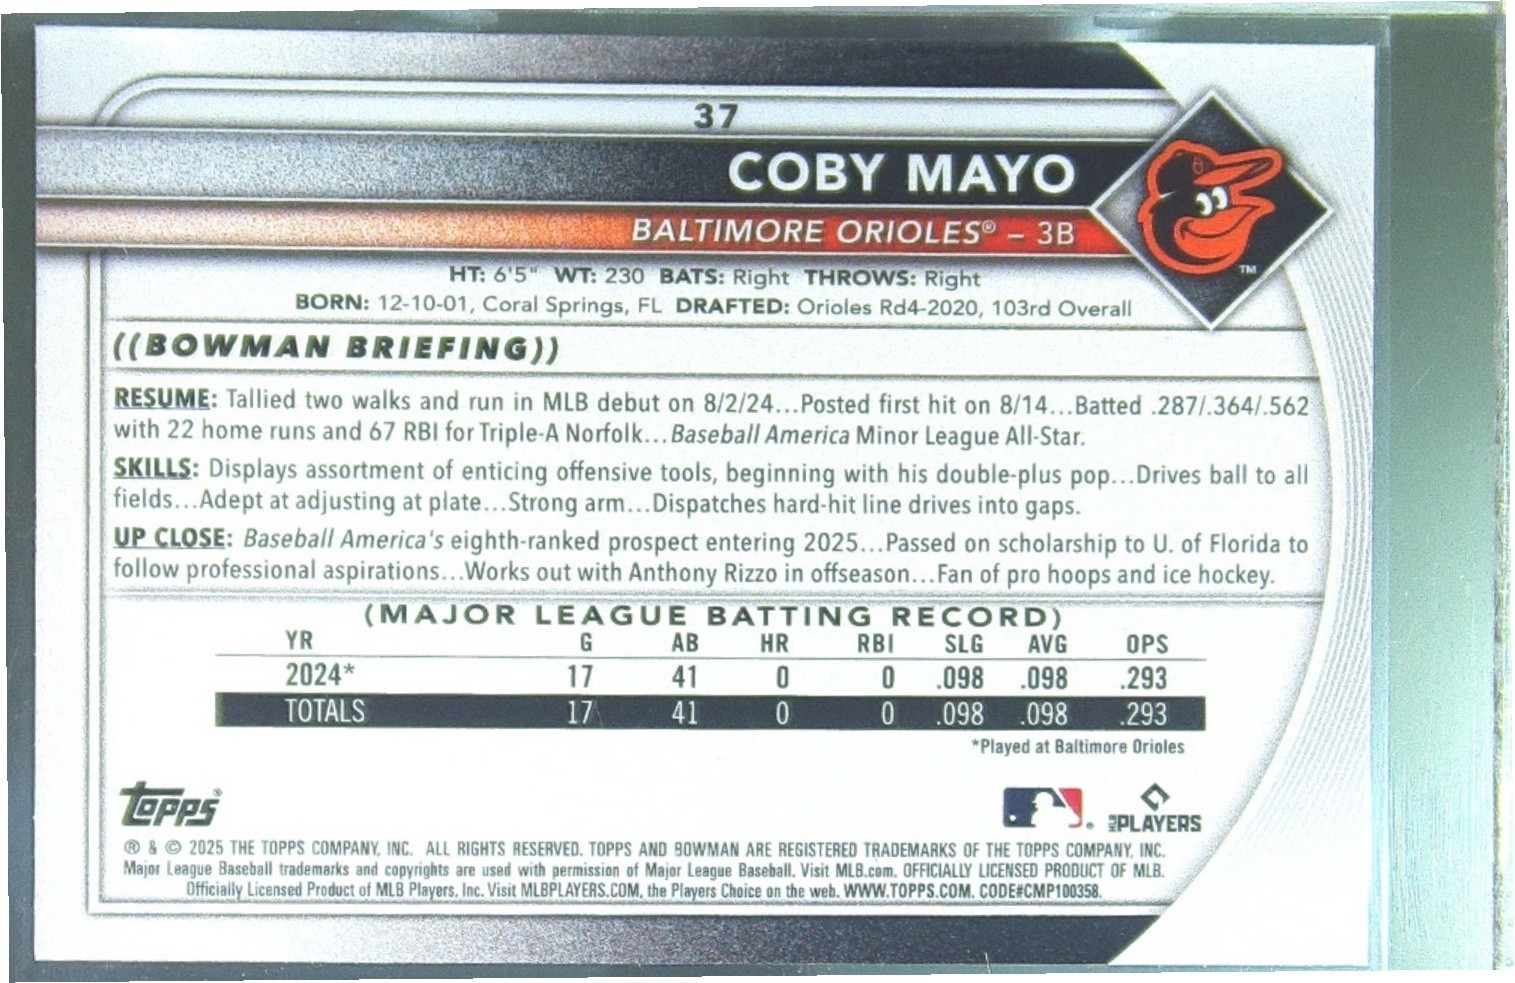 37
COBY MAYO
BALTIMORE ORIOLES® – 3B
HT: 6'5" WT: 230 BATS: Right THROWS: Right
BORN: 12-10-01, Coral Springs, FL DRAFTED: Orioles Rd4-2020, 103rd Overall
((BOWMAN BRIEFING))
RESUME: Tallied two walks and run in MLB debut on 8/2/24...Posted first hit on 8/14...Batted .287/.364/.562
with 22 home runs and 67 RBI for Triple-A Norfolk...Baseball America Minor League All-Star.
SKILLS: Displays assortment of enticing offensive tools, beginning with his double-plus pop...Drives ball to all
fields...Adept at adjusting at plate...Strong arm...Dispatches hard-hit line drives into gaps.
UP CLOSE: Baseball America's eighth-ranked prospect entering 2025...Passed on scholarship to U. of Florida to
follow professional aspirations...Works out with Anthony Rizzo in offseason...Fan of pro hoops and ice hockey.
(MAJOR LEAGUE BATTING RECORD)
YR G AB HR RBI SLG AVG OPS
2024* 17 41 0 0 .098 .098 .293
TOTALS 17 41 0 0 .098 .098 .293
*Played at Baltimore Orioles
TM
Topps®
® MLB PLAYERS
® & © 2025 THE TOPPS COMPANY, INC. ALL RIGHTS RESERVED. TOPPS AND BOWMAN ARE REGISTERED TRADEMARKS OF THE TOPPS COMPANY, INC.
Major League Baseball trademarks and copyrights are used with permission of Major League Baseball. Visit MLB.com. OFFICIALLY LICENSED PRODUCT OF MLB.
Officially Licensed Product of MLB Players, Inc. Visit MLBPLAYERS.COM, the Players Choice on the web. WWW.TOPPS.COM. CODE#CMP100358.